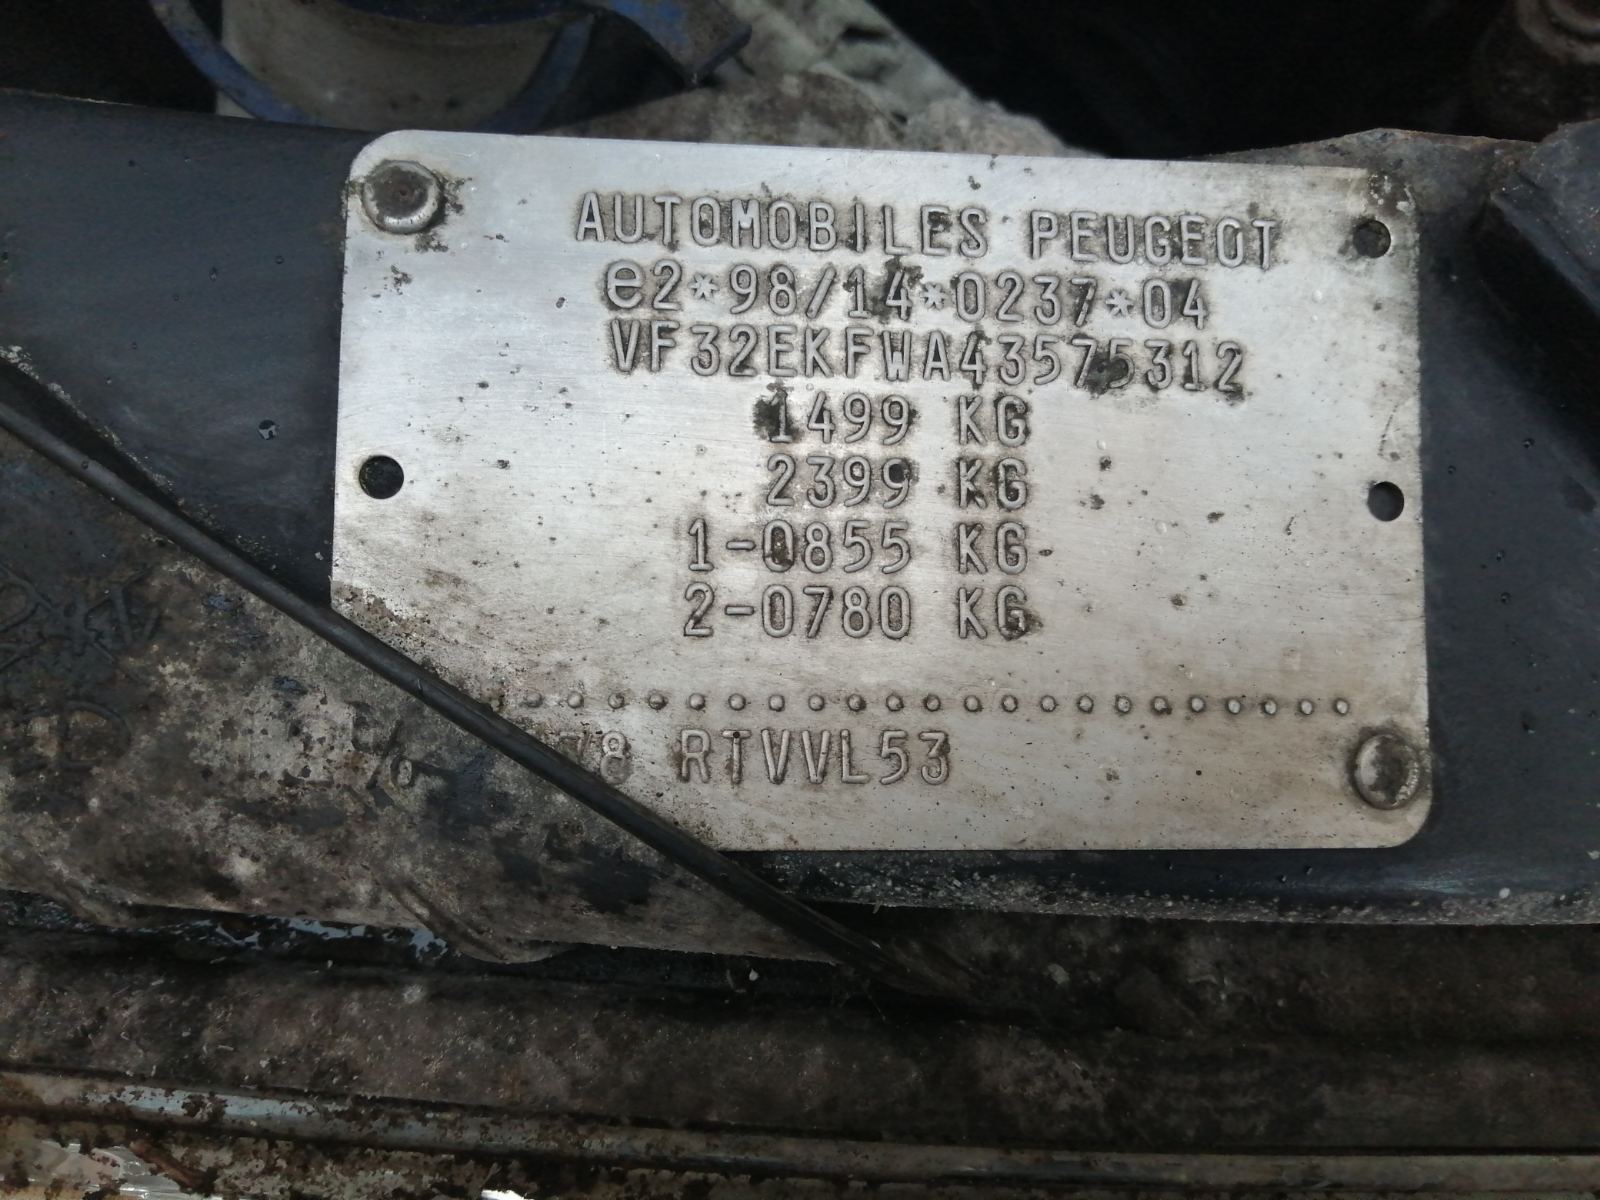 AUTOMOBILES PEUGEOT
e2*98/14*0237*04
VF32EKFWA43575312
1499 KG
2399 KG
1-0855 KG
2-0780 KG
78 RTVVL53